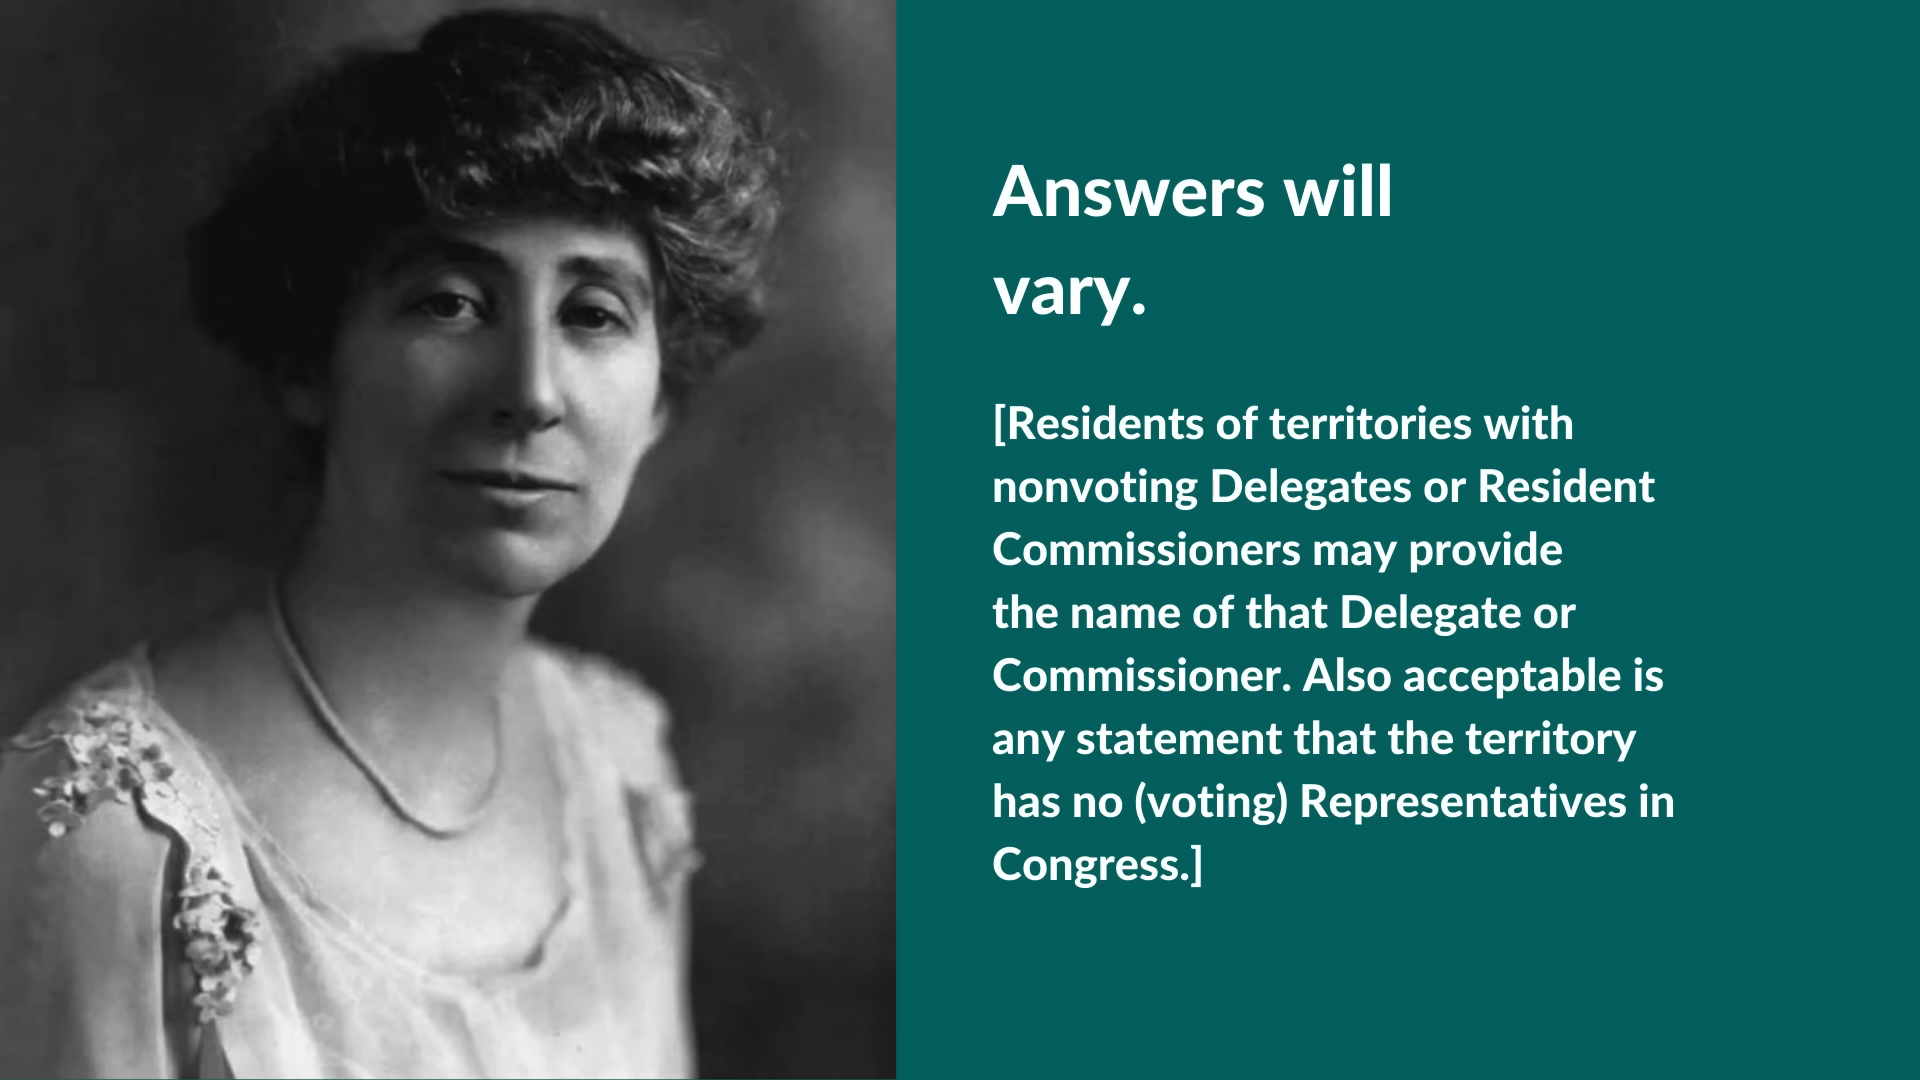 Answers will
vary.
[Residents of territories with
nonvoting Delegates or Resident
Commissioners may provide
the name of that Delegate or
Commissioner. Also acceptable is
any statement that the territory
has no (voting) Representatives in
Congress.]